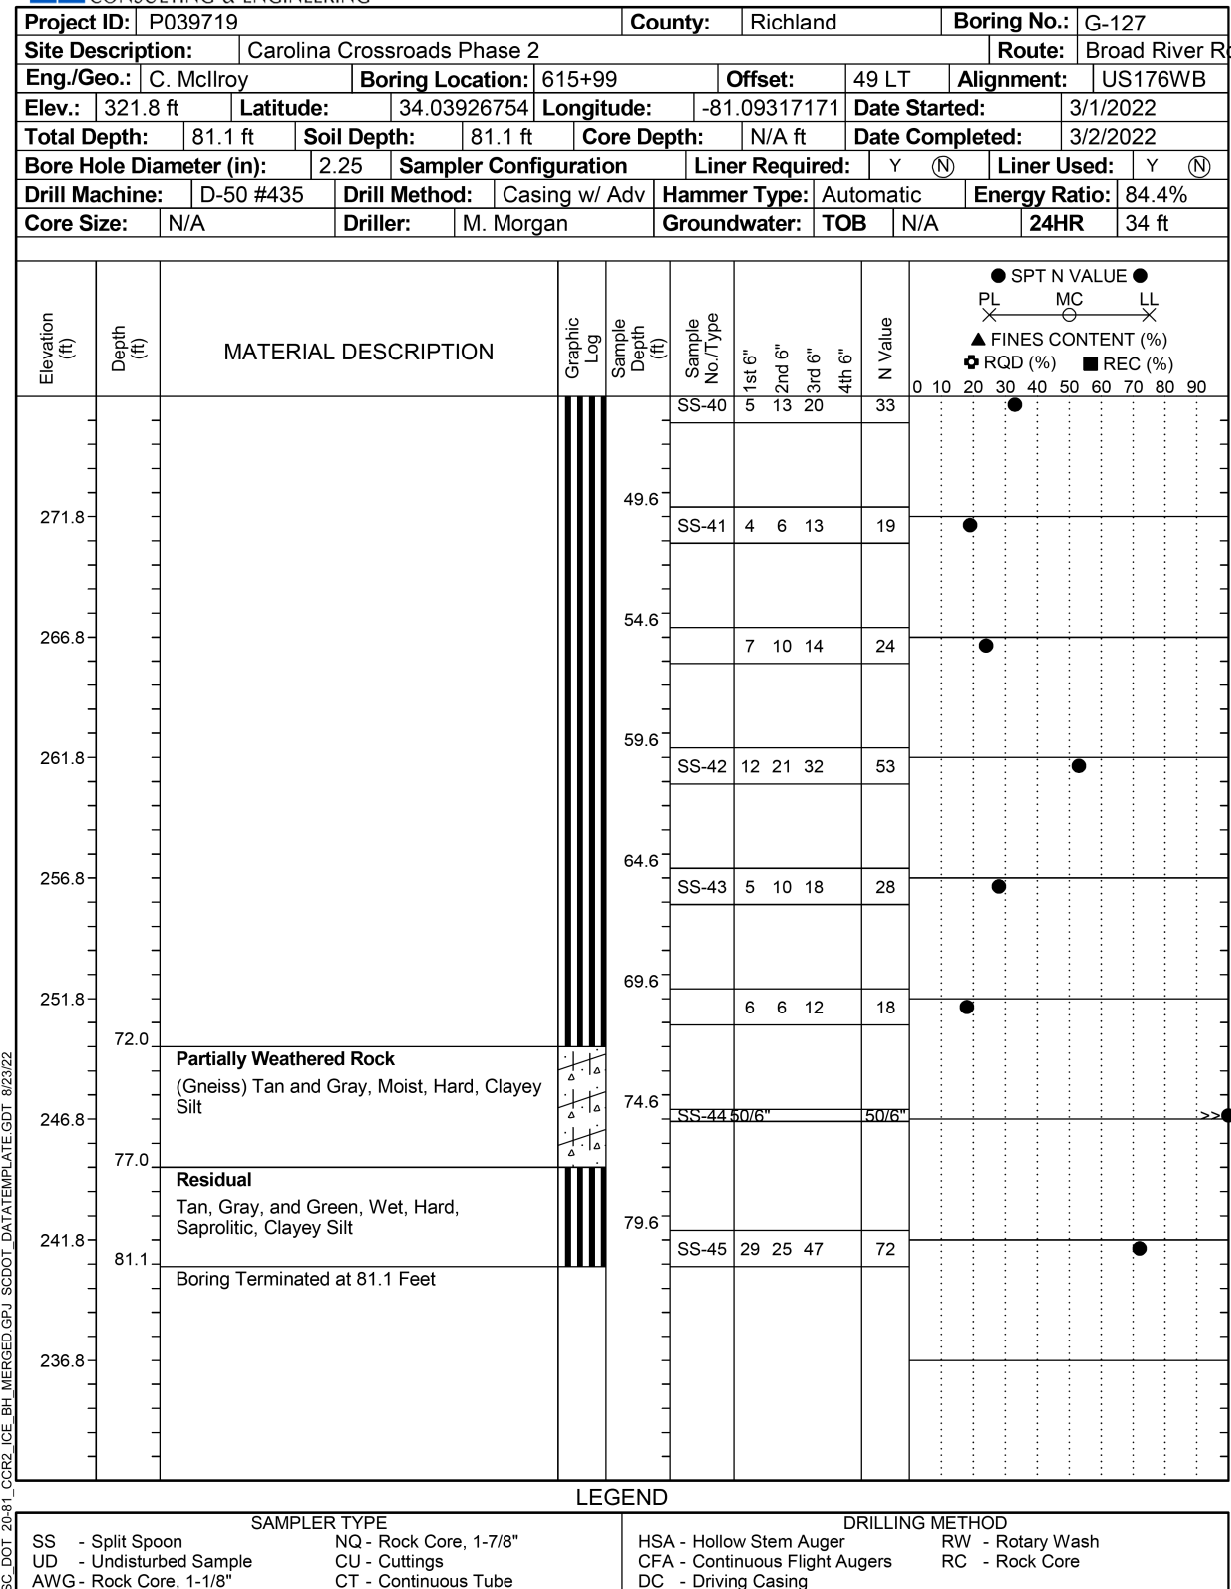 CONSULTING & ENGINEERING
Project ID: P039719 County: Richland Boring No.: G-127
Site Description: Carolina Crossroads Phase 2 Route: Broad River R
Eng./Geo.: C. McIlroy Boring Location: 615+99 Offset: 49 LT Alignment: US176WB
Elev.: 321.8 ft Latitude: 34.03926754 Longitude: -81.09317171 Date Started: 3/1/2022
Total Depth: 81.1 ft Soil Depth: 81.1 ft Core Depth: N/A ft Date Completed: 3/2/2022
Bore Hole Diameter (in): 2.25 Sampler Configuration Liner Required: Y N Liner Used: Y N
Drill Machine: D-50 #435 Drill Method: Casing w/ Adv Hammer Type: Automatic Energy Ratio: 84.4%
Core Size: N/A Driller: M. Morgan Groundwater: TOB N/A 24HR 34 ft
Elevation (ft)
Depth (ft)
MATERIAL DESCRIPTION
Graphic Log
Sample Depth (ft)
Sample No./Type
1st 6"
2nd 6"
3rd 6"
4th 6"
N Value
SPT N VALUE
PL MC LL
FINES CONTENT (%)
RQD (%) REC (%)
0 10 20 30 40 50 60 70 80 90
SS-40 5 13 20 33
49.6
271.8
SS-41 4 6 13 19
54.6
266.8
7 10 14 24
59.6
261.8
SS-42 12 21 32 53
64.6
256.8
SS-43 5 10 18 28
69.6
251.8
6 6 12 18
72.0
Partially Weathered Rock
(Gneiss) Tan and Gray, Moist, Hard, Clayey
Silt
74.6
246.8
SS-44 50/6" 50/6" >>
77.0
Residual
Tan, Gray, and Green, Wet, Hard,
Saprolitic, Clayey Silt
79.6
241.8
SS-45 29 25 47 72
81.1
Boring Terminated at 81.1 Feet
236.8
SC_DOT 20-81_CCR2_ICE_BH_MERGED.GPJ SCDOT_DATATEMPLATE.GDT 8/23/22
LEGEND
SAMPLER TYPE DRILLING METHOD
SS - Split Spoon NQ - Rock Core, 1-7/8" HSA - Hollow Stem Auger RW - Rotary Wash
UD - Undisturbed Sample CU - Cuttings CFA - Continuous Flight Augers RC - Rock Core
AWG - Rock Core, 1-1/8" CT - Continuous Tube DC - Driving Casing